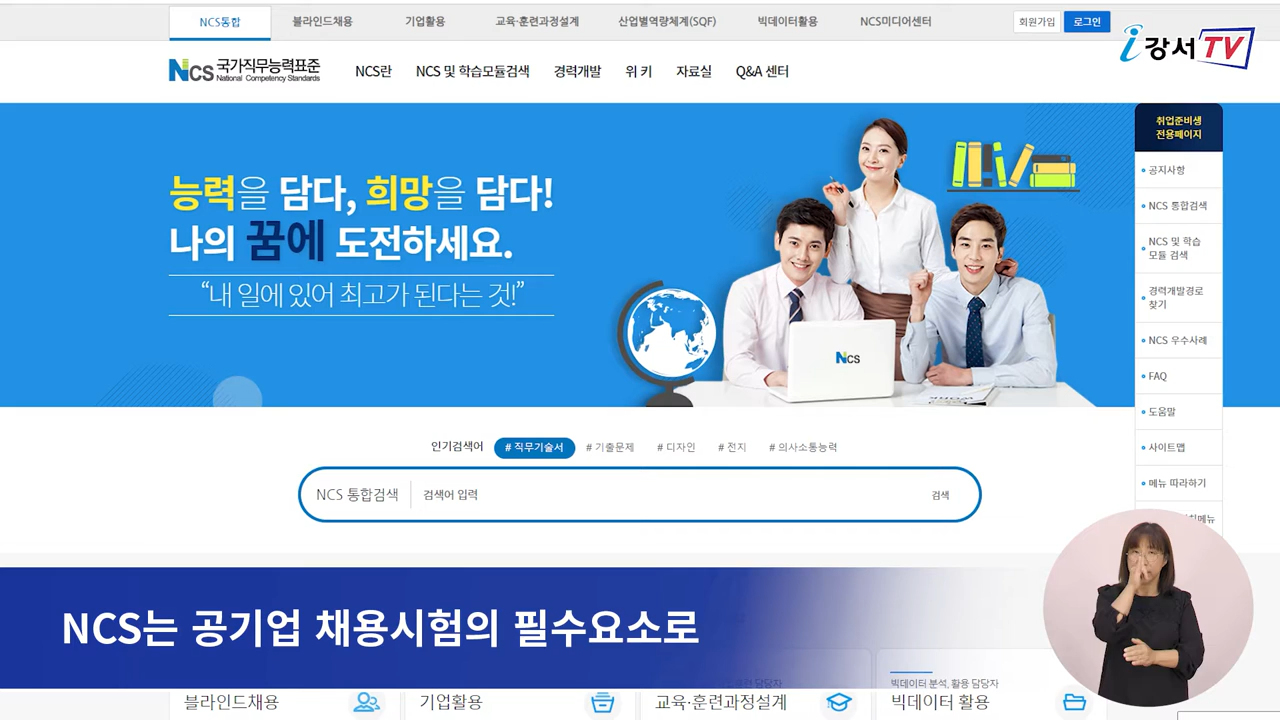 NCS통합 블라인드채용 기업활용 교육·훈련과정설계 산업별역량체계(SQF) 빅데이터활용 NCS미디어센터 회원가입 로그인
i강서TV
NCS 국가직무능력표준
National Competency Standards
NCS란 NCS 및 학습모듈검색 경력개발 위 키 자료실 Q&A 센터
능력을 담다, 희망을 담다!
나의 꿈에 도전하세요.
“내 일에 있어 최고가 된다는 것!”
NCS
취업준비생
전용페이지
공지사항
NCS 통합검색
NCS 및 학습
모듈 검색
경력개발경로
찾기
NCS 우수사례
FAQ
도움말
사이트맵
메뉴 따라하기
인기검색어 # 직무기술서 # 기출문제 # 디자인 # 전지 # 의사소통능력
NCS 통합검색 검색어 입력 검색
NCS는 공기업 채용시험의 필수요소로
빅데이터 분석, 활용 담당자
블라인드채용 기업활용 교육·훈련과정설계 빅데이터 활용